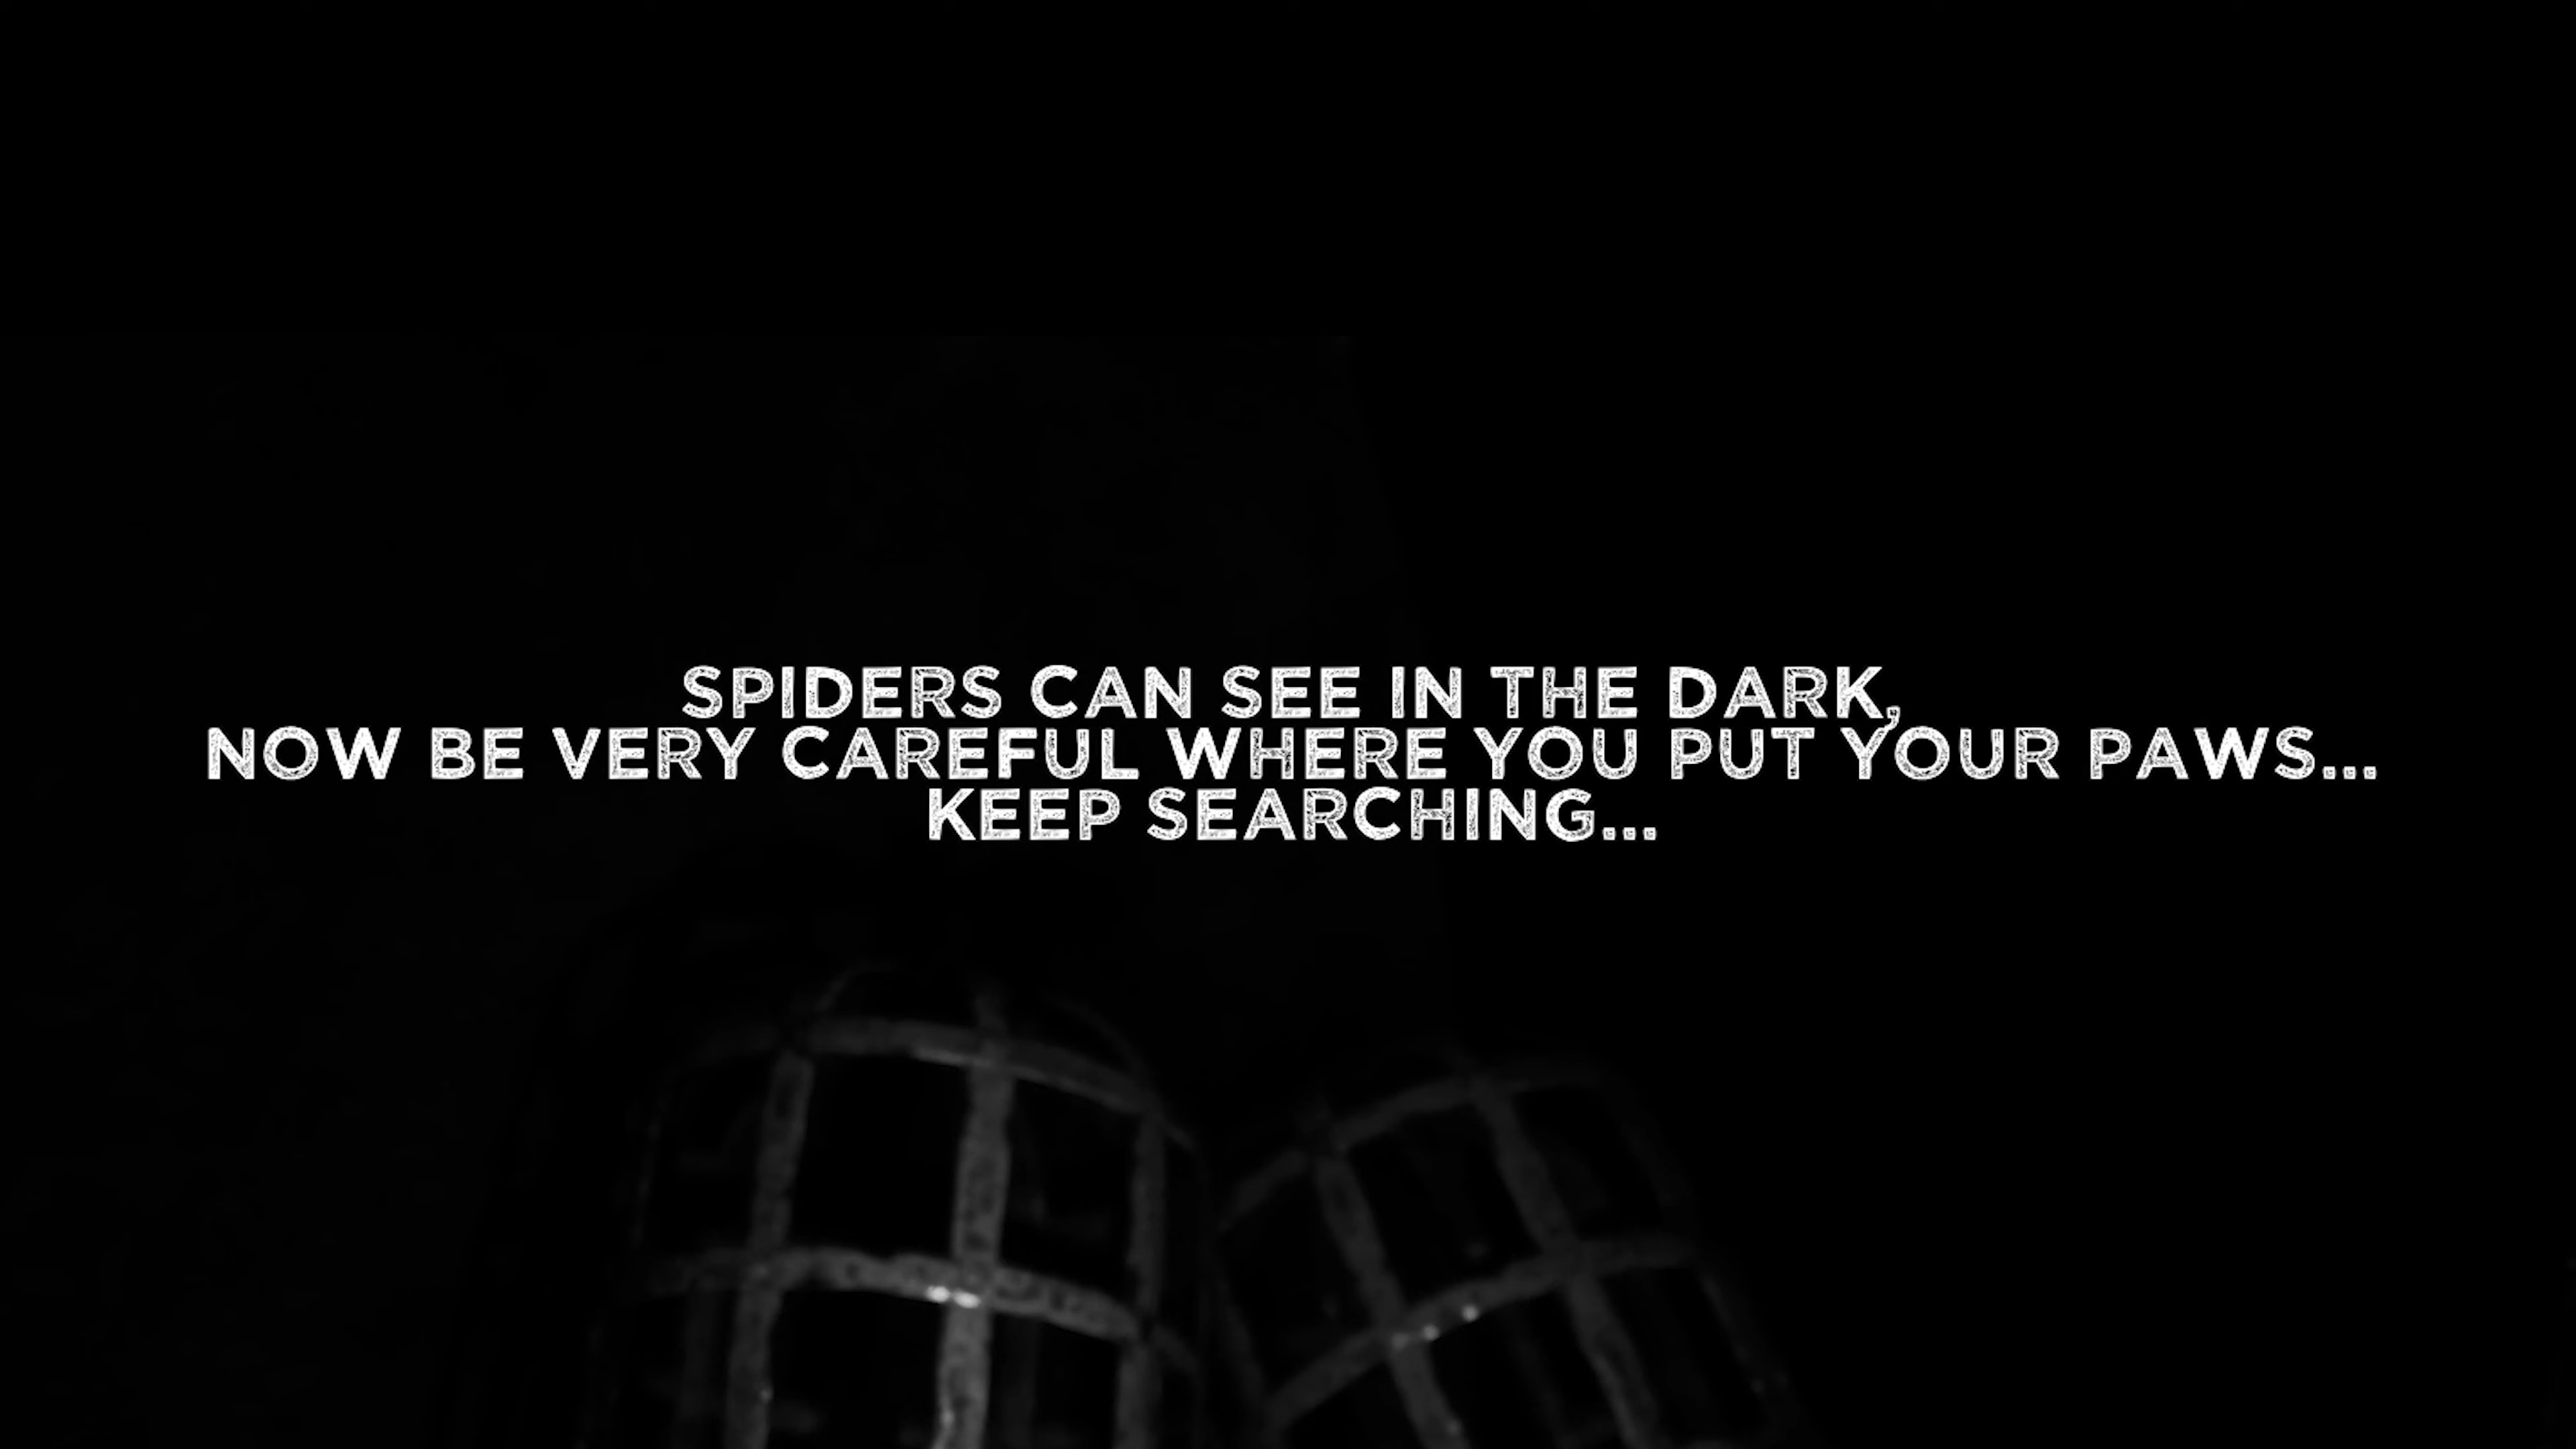 SPIDERS CAN SEE IN THE DARK,
NOW BE VERY CAREFUL WHERE YOU PUT YOUR PAWS...
KEEP SEARCHING...